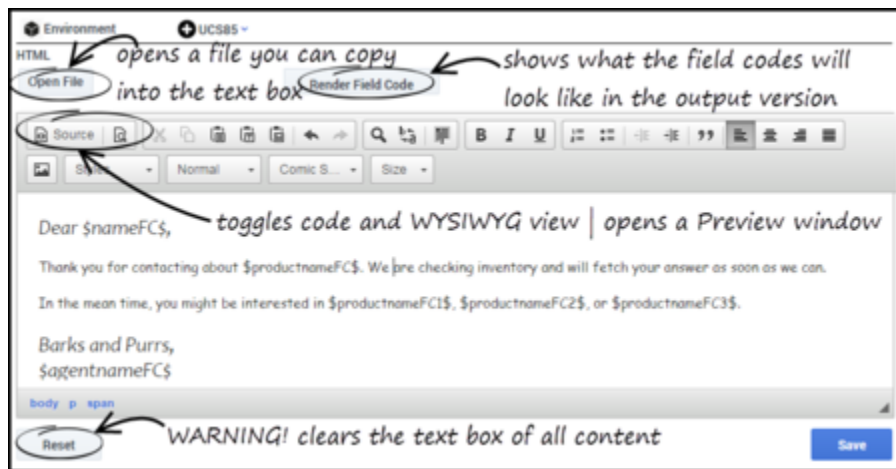 Environment UCS85
HTML opens a file you can copy shows what the field codes will
Open File into the text box Render Field Code look like in the output version
Source B I U
Styles Normal Comic S... Size
toggles code and WYSIWYG view | opens a Preview window
Dear $nameFC$,
Thank you for contacting about $productnameFC$. We are checking inventory and will fetch your answer as soon as we can.
In the mean time, you might be interested in $productnameFC1$, $productnameFC2$, or $productnameFC3$.
Barks and Purrs,
$agentnameFC$
body p span
Reset WARNING! clears the text box of all content Save